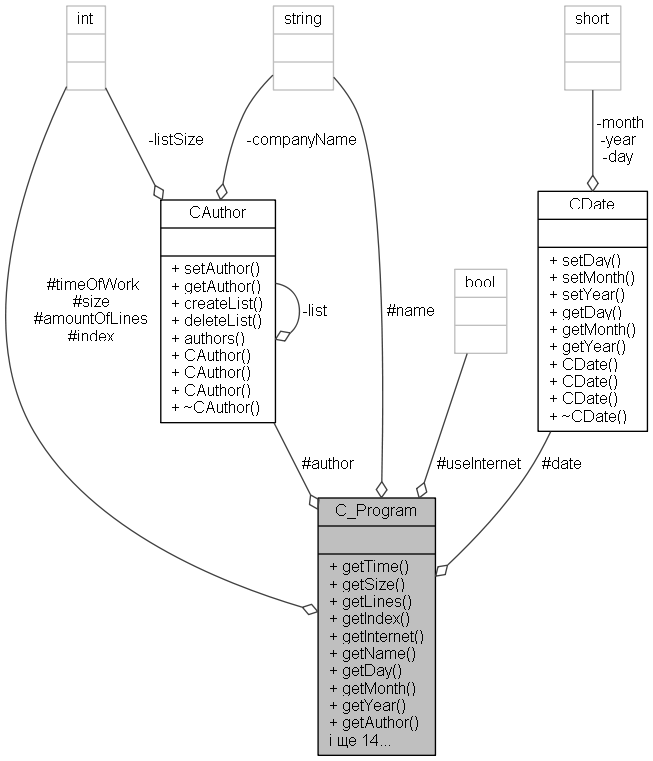 int
string
short
-listSize
-companyName
-month
-year
-day
CAuthor
+ setAuthor()
+ getAuthor()
+ createList()
+ deleteList()
+ authors()
+ CAuthor()
+ CAuthor()
+ CAuthor()
+ ~CAuthor()
-list
CDate
+ setDay()
+ setMonth()
+ setYear()
+ getDay()
+ getMonth()
+ getYear()
+ CDate()
+ CDate()
+ CDate()
+ ~CDate()
#timeOfWork
#size
#amountOfLines
#index
#name
bool
#author
#useInternet
#date
C_Program
+ getTime()
+ getSize()
+ getLines()
+ getIndex()
+ getInternet()
+ getName()
+ getDay()
+ getMonth()
+ getYear()
+ getAuthor()
і ще 14...